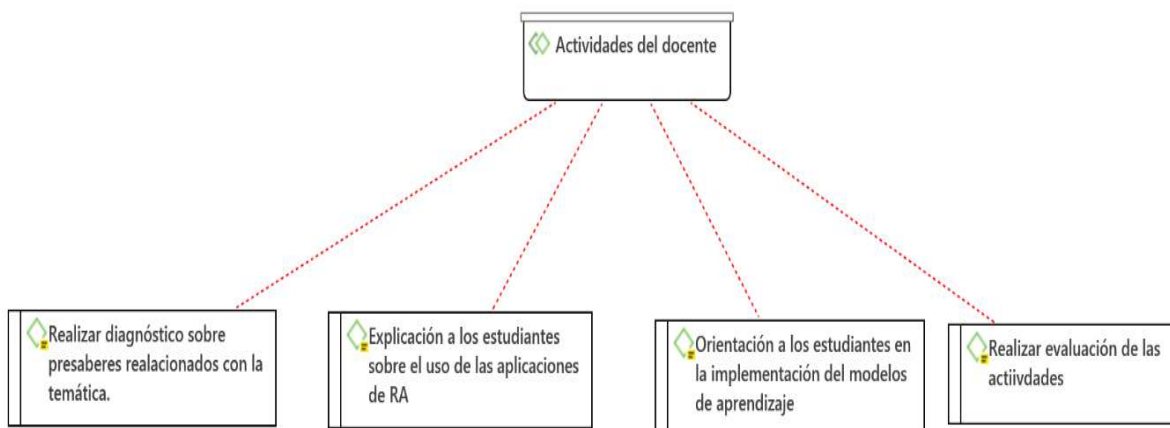 Actividades del docente
Realizar diagnóstico sobre
presaberes realacionados con la
temática.
Explicación a los estudiantes
sobre el uso de las aplicaciones
de RA
Orientación a los estudiantes en
la implementación del modelos
de aprendizaje
Realizar evaluación de las
actiivdades